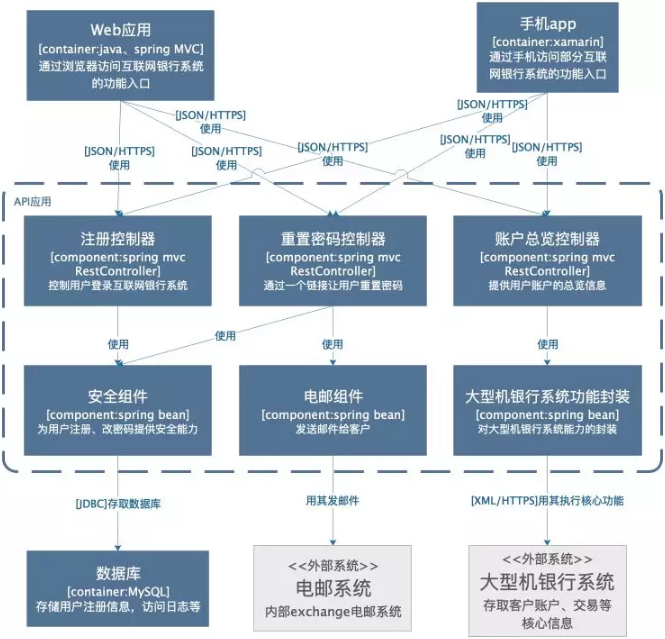 Web应用
[container:java、spring MVC]
通过浏览器访问互联网银行系统
的功能入口
手机app
[container:xamarin]
通过手机访问部分互联
网银行系统的功能入口
[JSON/HTTPS]
使用
[JSON/HTTPS]
使用
[JSON/HTTPS]
使用
[JSON/HTTPS]
使用
[JSON/HTTPS]
使用
[JSON/HTTPS]
使用
[JSON/HTTPS]
使用
API应用
注册控制器
[component:spring mvc
RestController]
控制用户登录互联网银行系统
重置密码控制器
[component:spring mvc
RestController]
通过一个链接让用户重置密码
账户总览控制器
[component:spring mvc
RestController]
提供用户账户的总览信息
使用
使用
使用
使用
安全组件
[component:spring bean]
为用户注册、改密码提供安全能力
电邮组件
[component:spring bean]
发送邮件给客户
大型机银行系统功能封装
[component:spring bean]
对大型机银行系统能力的封装
[JDBC]存取数据库
用其发邮件
[XML/HTTPS]用其执行核心功能
数据库
[container:MySQL]
存储用户注册信息，访问日志等
<<外部系统>>
电邮系统
内部exchange电邮系统
<<外部系统>>
大型机银行系统
存取客户账户、交易等
核心信息